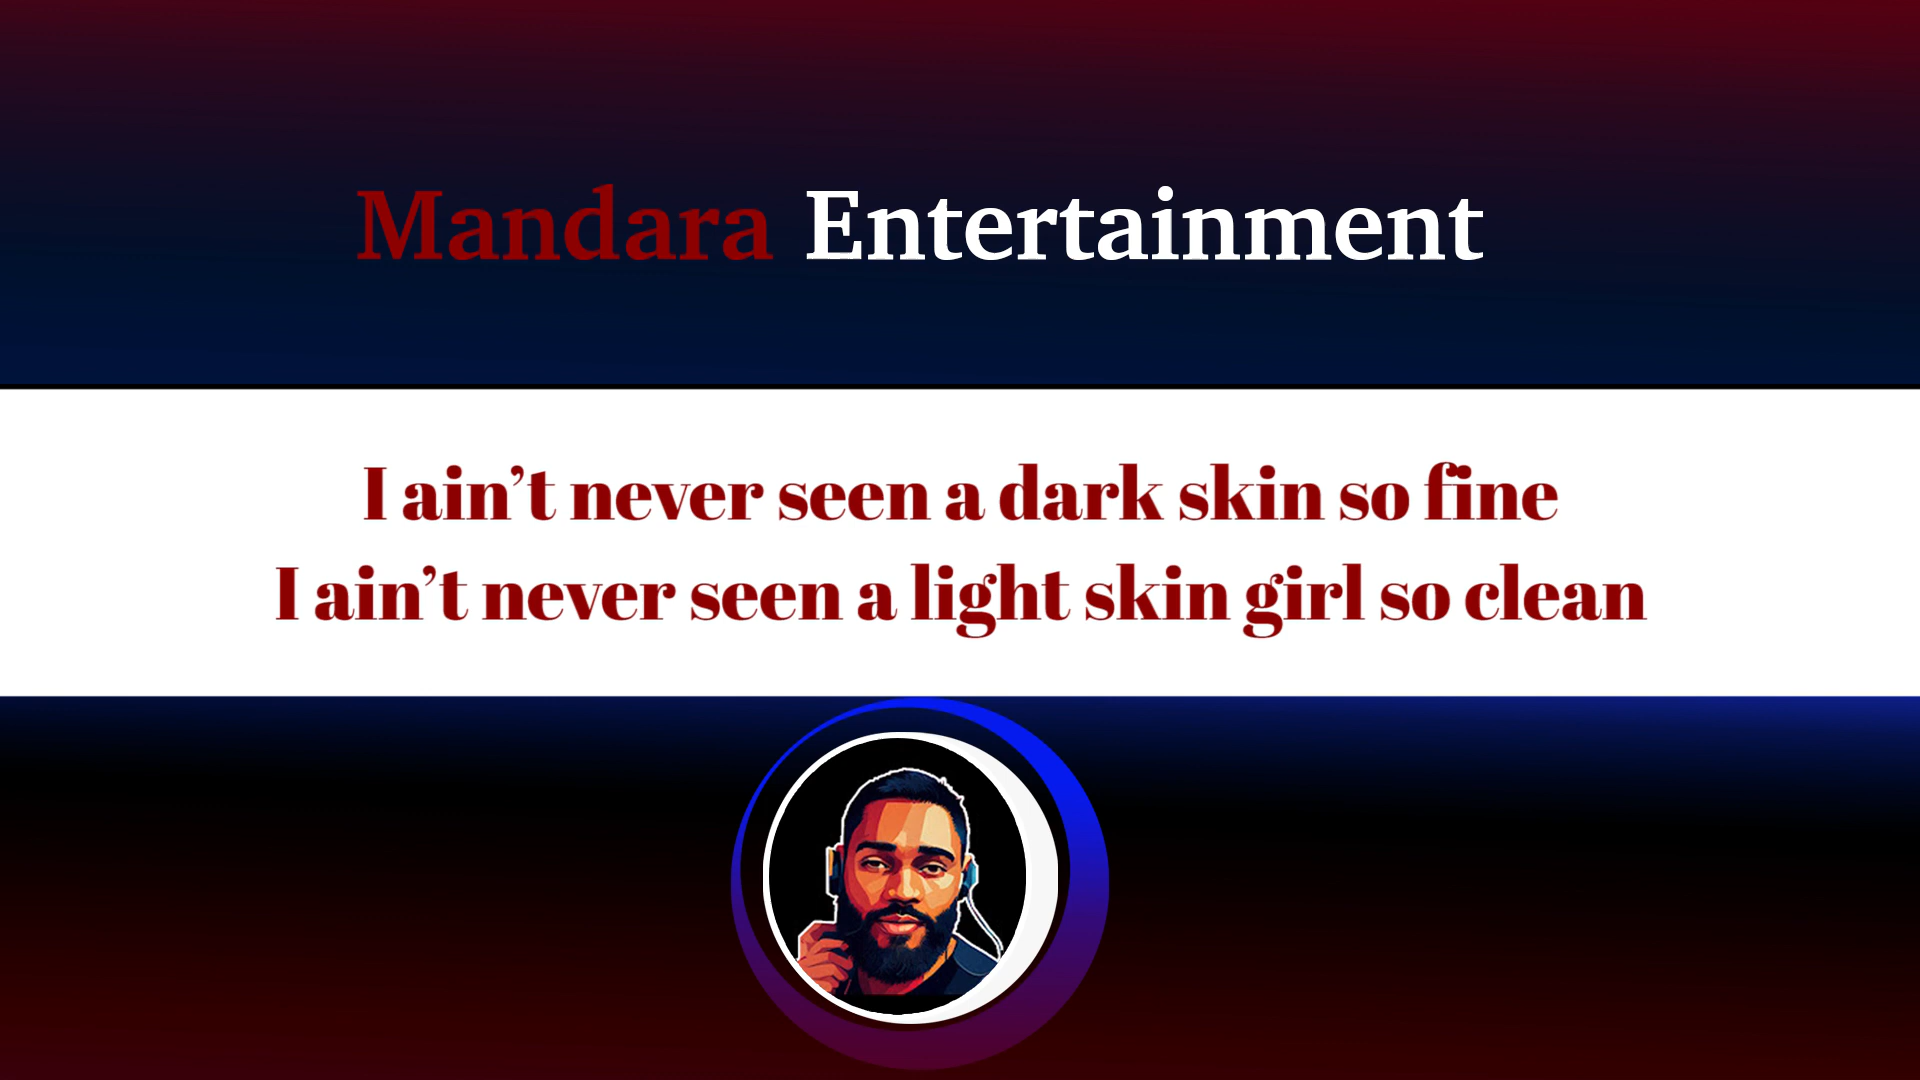 Mandara Entertainment
I ain’t never seen a dark skin so fine
I ain’t never seen a light skin girl so clean